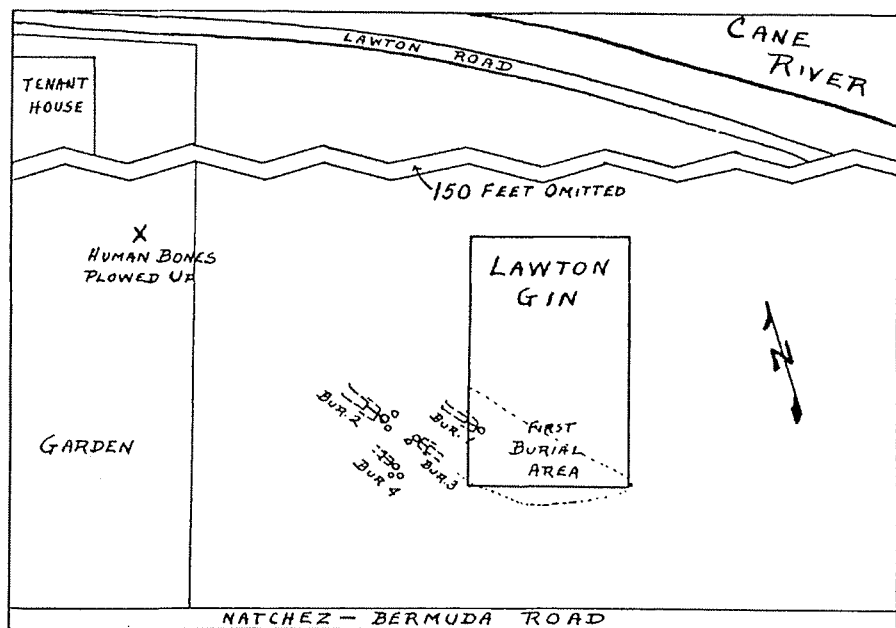 CANE
RIVER
LAWTON ROAD
TENANT
HOUSE
150 FEET OMITTED
X
HUMAN BONES
PLOWED UP
LAWTON
GIN
N
BUR. 2
BUR. 1
FIRST
BURIAL
AREA
BUR. 3
BUR 4
GARDEN
NATCHEZ - BERMUDA ROAD